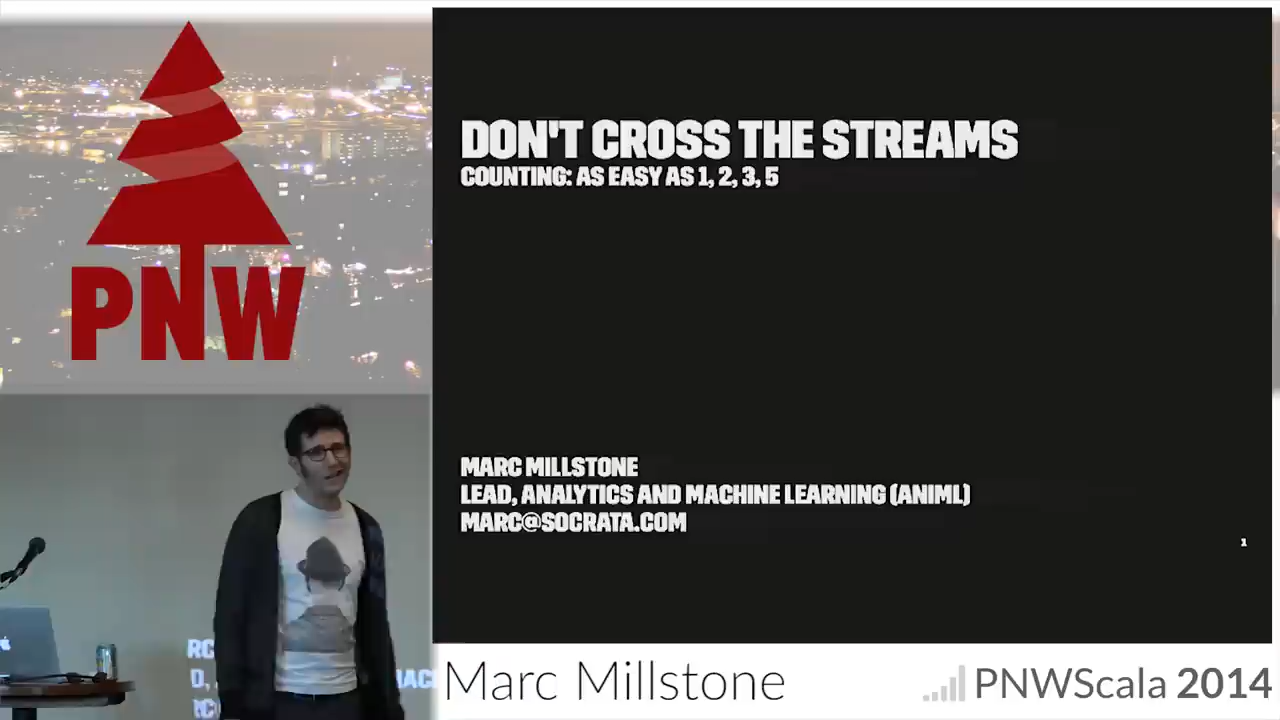 PNW
DON'T CROSS THE STREAMS
COUNTING: AS EASY AS 1, 2, 3, 5
MARC MILLSTONE
LEAD, ANALYTICS AND MACHINE LEARNING (ANIML)
MARC@SOCRATA.COM
1
RC
D,
Marc Millstone
PNWScala 2014